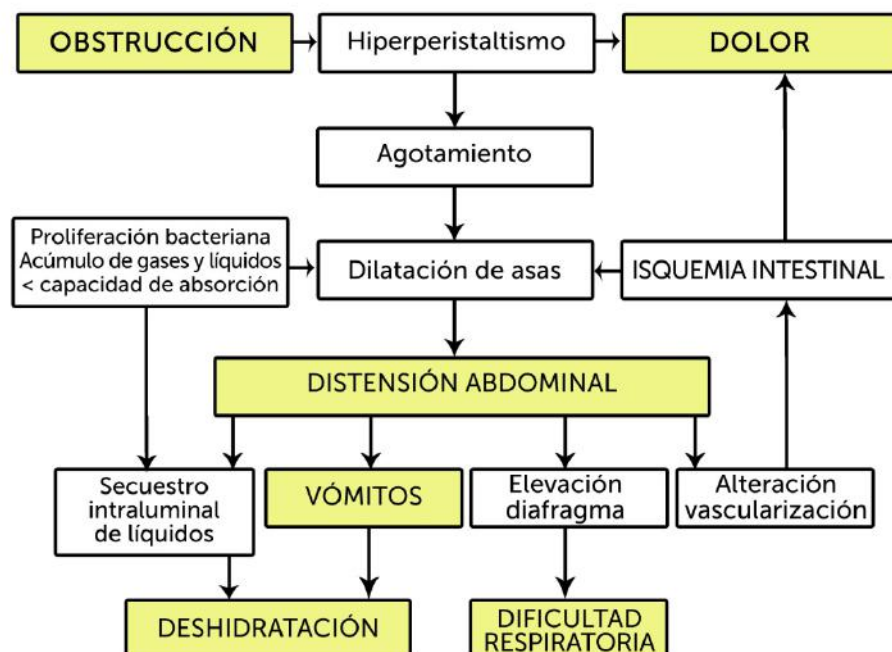 OBSTRUCCIÓN
Hiperperistaltismo
DOLOR
Agotamiento
Proliferación bacteriana
Acúmulo de gases y líquidos
< capacidad de absorción
Dilatación de asas
ISQUEMIA INTESTINAL
DISTENSIÓN ABDOMINAL
Secuestro
intraluminal
de líquidos
VÓMITOS
Elevación
diafragma
Alteración
vascularización
DESHIDRATACIÓN
DIFICULTAD
RESPIRATORIA